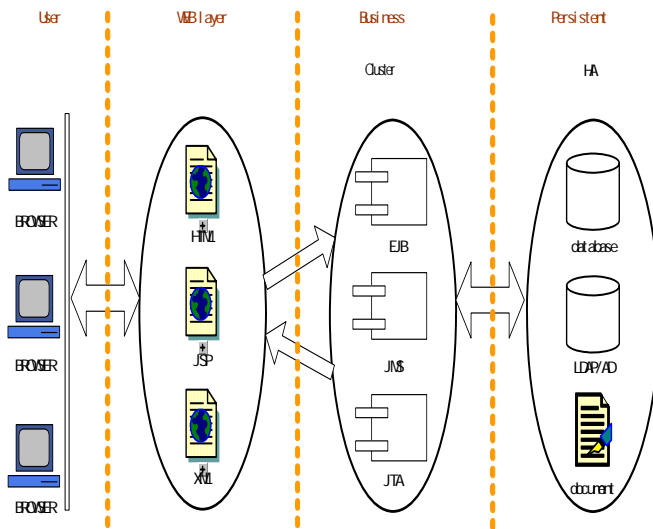 User
WEB layer
Business
Persistent
Cluster
HA
BROWSER
HTML
EJB
database
BROWSER
JSP
JMS
LDAP/AD
BROWSER
XML
JTA
document